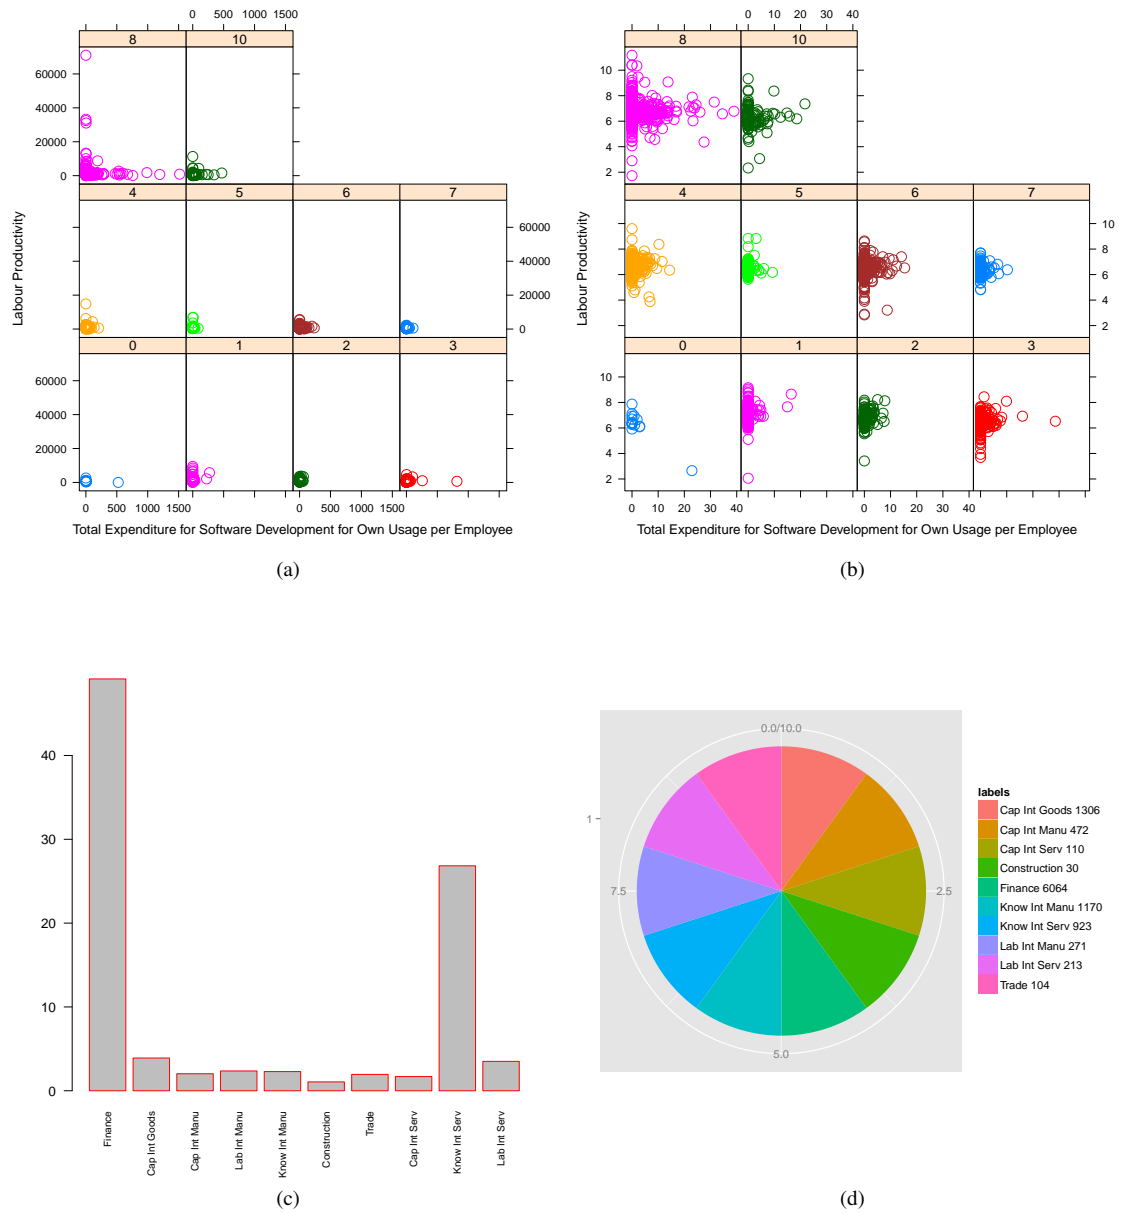 0 500 1000 1500
8 10
60000
40000
20000
0
4 5 6 7
60000
40000
20000
0
0 1 2 3
60000
40000
20000
0
0 500 1000 1500 0 500 1000 1500
Labour Productivity
Total Expenditure for Software Development for Own Usage per Employee
(a)
0 10 20 30 40
8 10
10
8
6
4
2
4 5 6 7
10
8
6
4
2
0 1 2 3
10
8
6
4
2
0 10 20 30 40 0 10 20 30 40
Labour Productivity
Total Expenditure for Software Development for Own Usage per Employee
(b)
40
30
20
10
0
Finance
Cap Int Goods
Cap Int Manu
Lab Int Manu
Know Int Manu
Construction
Trade
Cap Int Serv
Know Int Serv
Lab Int Serv
(c)
0.0/10.0
1
7.5
2.5
5.0
labels
Cap Int Goods 1306
Cap Int Manu 472
Cap Int Serv 110
Construction 30
Finance 6064
Know Int Manu 1170
Know Int Serv 923
Lab Int Manu 271
Lab Int Serv 213
Trade 104
(d)